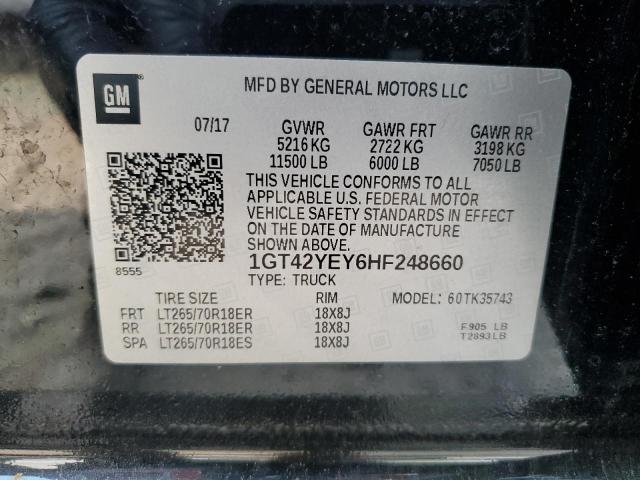 GM
MFD BY GENERAL MOTORS LLC
07/17 GVWR GAWR FRT GAWR RR
5216 KG 2722 KG 3198 KG
11500 LB 6000 LB 7050 LB
THIS VEHICLE CONFORMS TO ALL
APPLICABLE U.S. FEDERAL MOTOR
VEHICLE SAFETY STANDARDS IN EFFECT
ON THE DATE OF MANUFACTURE
SHOWN ABOVE.
8555
1GT42YEY6HF248660
TYPE: TRUCK
TIRE SIZE RIM MODEL: 60TK35743
FRT LT265/70R18ER 18X8J
RR LT265/70R18ER 18X8J F 905 LB
SPA LT265/70R18ES 18X8J T2893LB